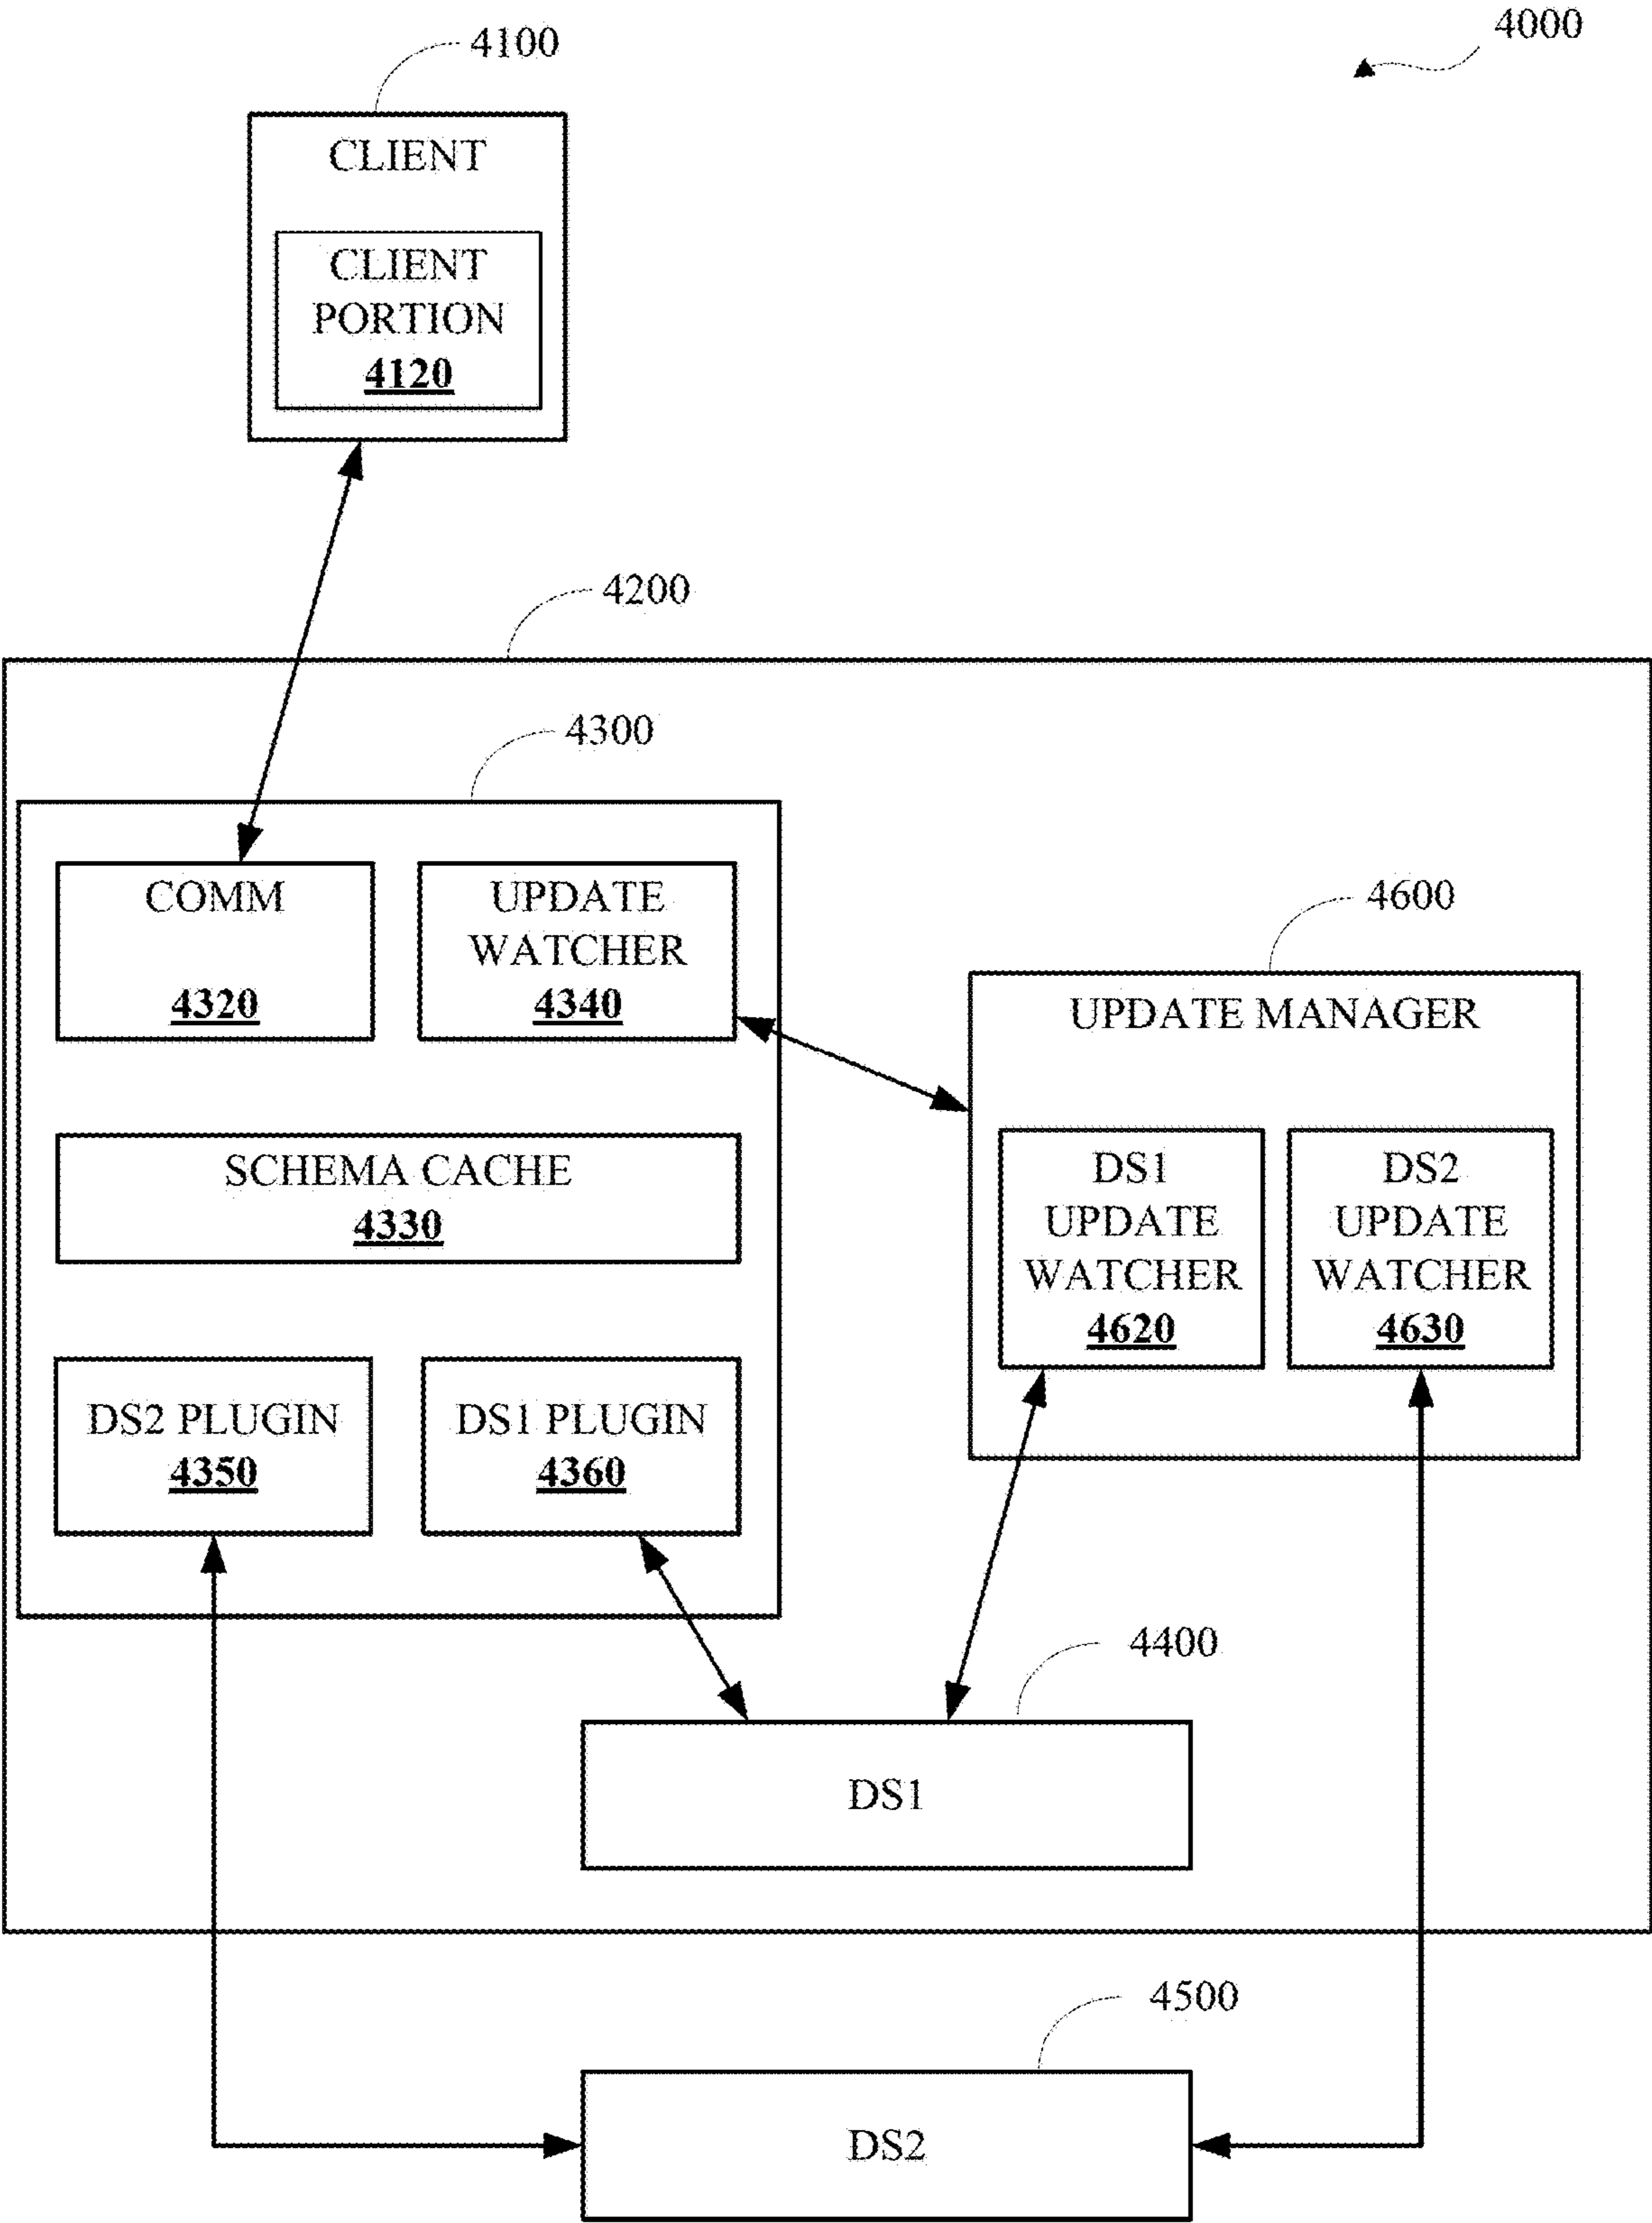 4000
4100
CLIENT
CLIENT
PORTION
4120
4200
4300
COMM
4320
UPDATE
WATCHER
4340
4600
UPDATE MANAGER
SCHEMA CACHE
4330
DS1
UPDATE
WATCHER
4620
DS2
UPDATE
WATCHER
4630
DS2 PLUGIN
4350
DS1 PLUGIN
4360
4400
DS1
4500
DS2